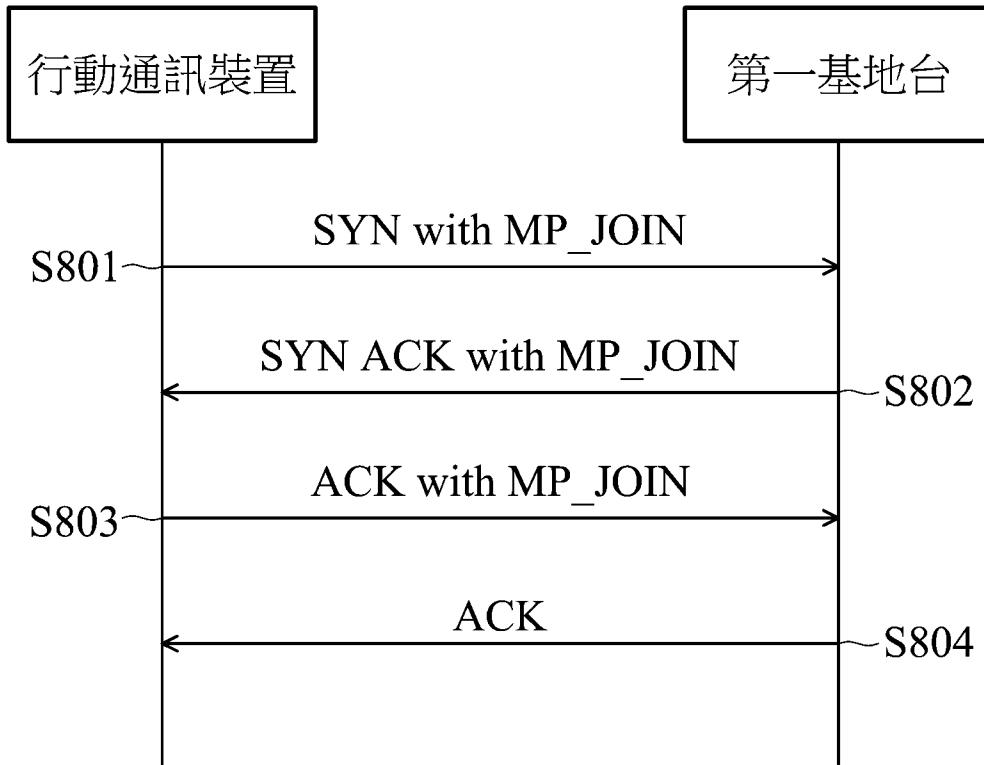 行動通訊裝置
第一基地台
SYN with MP_JOIN
S801
SYN ACK with MP_JOIN
S802
ACK with MP_JOIN
S803
ACK
S804